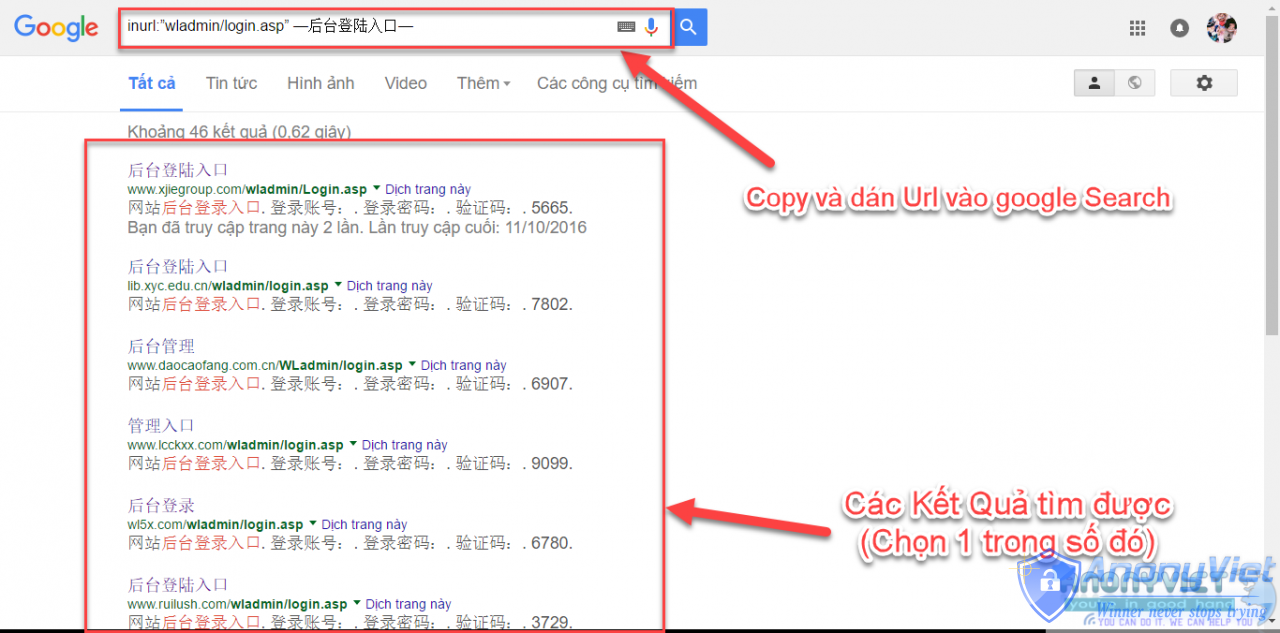 Google
inurl:"wladmin/login.asp" —后台登陆入口—
Tất cả Tin tức Hình ảnh Video Thêm Các công cụ tìm kiếm
Khoảng 46 kết quả (0,62 giây)
后台登陆入口
www.xjiegroup.com/wladmin/Login.asp Dịch trang này
网站后台登录入口. 登录账号: . 登录密码: . 验证码: . 5665.
Bạn đã truy cập trang này 2 lần. Lần truy cập cuối: 11/10/2016
Copy và dán Url vào google Search
后台登陆入口
lib.xyc.edu.cn/wladmin/login.asp Dịch trang này
网站后台登录入口. 登录账号: . 登录密码: . 验证码: . 7802.
后台管理
www.daocaofang.com.cn/WLadmin/login.asp Dịch trang này
网站后台登录入口. 登录账号: . 登录密码: . 验证码: . 6907.
管理入口
www.lcckxx.com/wladmin/login.asp Dịch trang này
网站后台登录入口. 登录账号: . 登录密码: . 验证码: . 9099.
后台登录
wl5x.com/wladmin/login.asp Dịch trang này
网站后台登录入口. 登录账号: . 登录密码: . 验证码: . 6780.
Các Kết Quả tìm được
(Chọn 1 trong số đó)
后台登陆入口
www.ruilush.com/wladmin/login.asp Dịch trang này
网站后台登录入口. 登录账号: . 登录密码: . 验证码: . 3729.
AnonyViet
ANONYVIET
you're in good hand
Winner never stops trying
YOU CAN DO IT. WE CAN HELP YOU